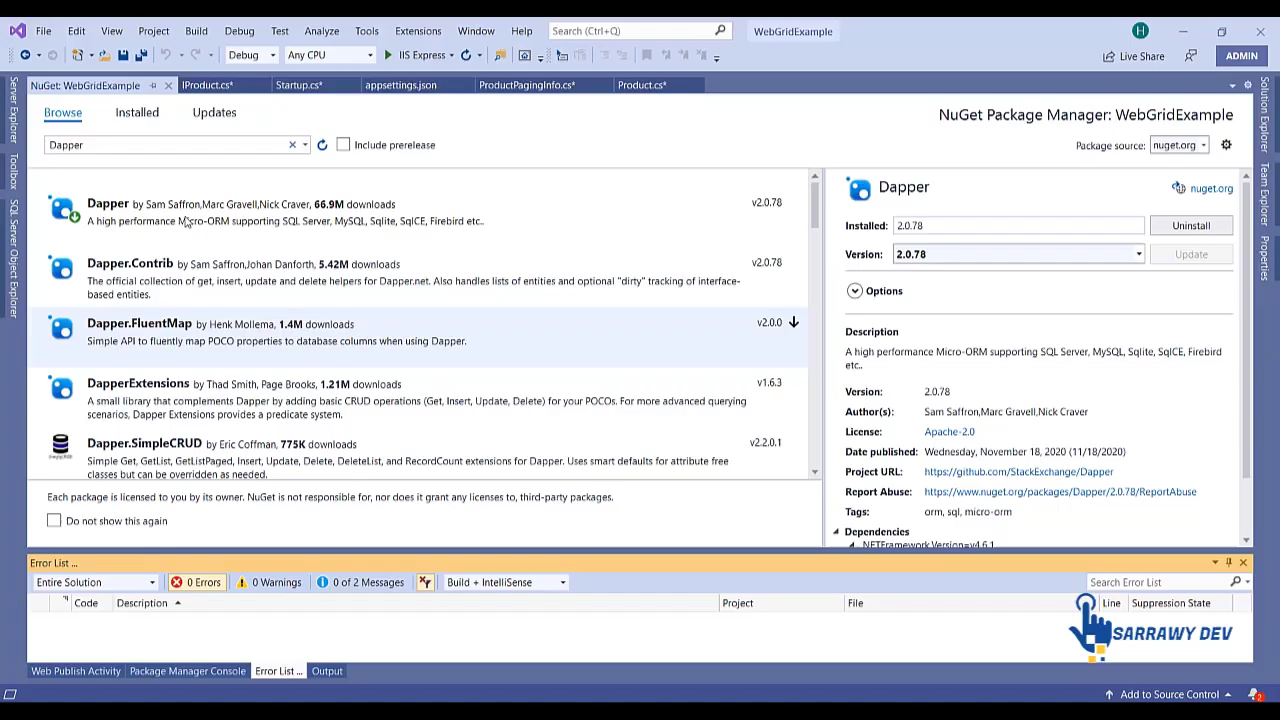 File Edit View Project Build Debug Test Analyze Tools Extensions Window Help Search (Ctrl+Q) WebGridExample H
Debug Any CPU IIS Express Live Share ADMIN
NuGet: WebGridExample IProduct.cs* Startup.cs* appsettings.json ProductPagingInfo.cs* Product.cs*
Server Explorer
Toolbox
SQL Server Object Explorer
Solution Explorer
Team Explorer
Properties
Browse Installed Updates
NuGet Package Manager: WebGridExample
Dapper Include prerelease
Package source: nuget.org
Dapper by Sam Saffron,Marc Gravell,Nick Craver, 66.9M downloads v2.0.78
A high performance Micro-ORM supporting SQL Server, MySQL, Sqlite, SqlCE, Firebird etc..
Dapper.Contrib by Sam Saffron,Johan Danforth, 5.42M downloads v2.0.78
The official collection of get, insert, update and delete helpers for Dapper.net. Also handles lists of entities and optional "dirty" tracking of interface-
based entities.
Dapper.FluentMap by Henk Mollema, 1.4M downloads v2.0.0
Simple API to fluently map POCO properties to database columns when using Dapper.
DapperExtensions by Thad Smith, Page Brooks, 1.21M downloads v1.6.3
A small library that complements Dapper by adding basic CRUD operations (Get, Insert, Update, Delete) for your POCOs. For more advanced querying
scenarios, Dapper Extensions provides a predicate system.
Dapper.SimpleCRUD by Eric Coffman, 775K downloads v2.2.0.1
Simple Get, GetList, GetListPaged, Insert, Update, Delete, DeleteList, and RecordCount extensions for Dapper. Uses smart defaults for attribute free
classes but can be overridden as needed.
Each package is licensed to you by its owner. NuGet is not responsible for, nor does it grant any licenses to, third-party packages.
Do not show this again
Dapper nuget.org
Installed: 2.0.78 Uninstall
Version: 2.0.78 Update
Options
Description
A high performance Micro-ORM supporting SQL Server, MySQL, Sqlite, SqlCE, Firebird
etc..
Version: 2.0.78
Author(s): Sam Saffron,Marc Gravell,Nick Craver
License: Apache-2.0
Date published: Wednesday, November 18, 2020 (11/18/2020)
Project URL: https://github.com/StackExchange/Dapper
Report Abuse: https://www.nuget.org/packages/Dapper/2.0.78/ReportAbuse
Tags: orm, sql, micro-orm
Dependencies
.NETFramework,Version=v4.6.1
Error List ...
Entire Solution 0 Errors 0 Warnings 0 of 2 Messages Build + IntelliSense Search Error List
Code Description Project File Line Suppression State
SARRAWY DEV
Web Publish Activity Package Manager Console Error List ... Output
Add to Source Control 2